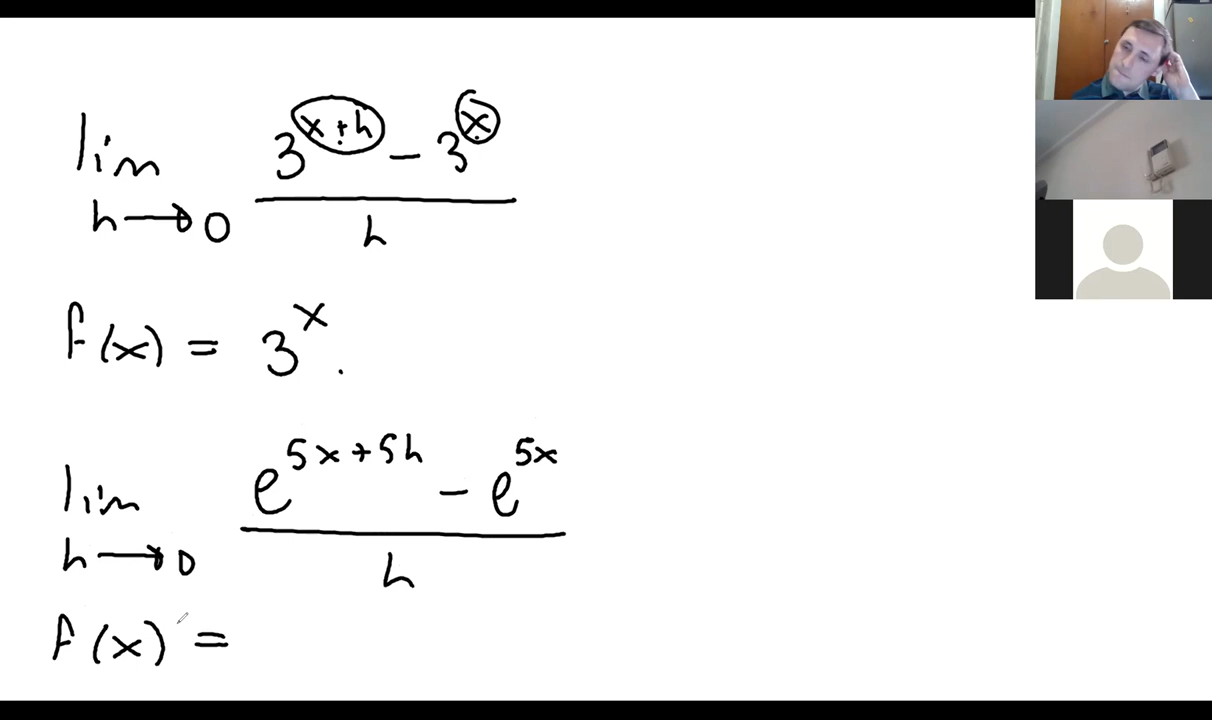 lim h→0 (3^(x+h) - 3^x) / h
f(x) = 3^x.
lim h→0 (e^(5x+5h) - e^(5x)) / h
f(x) =